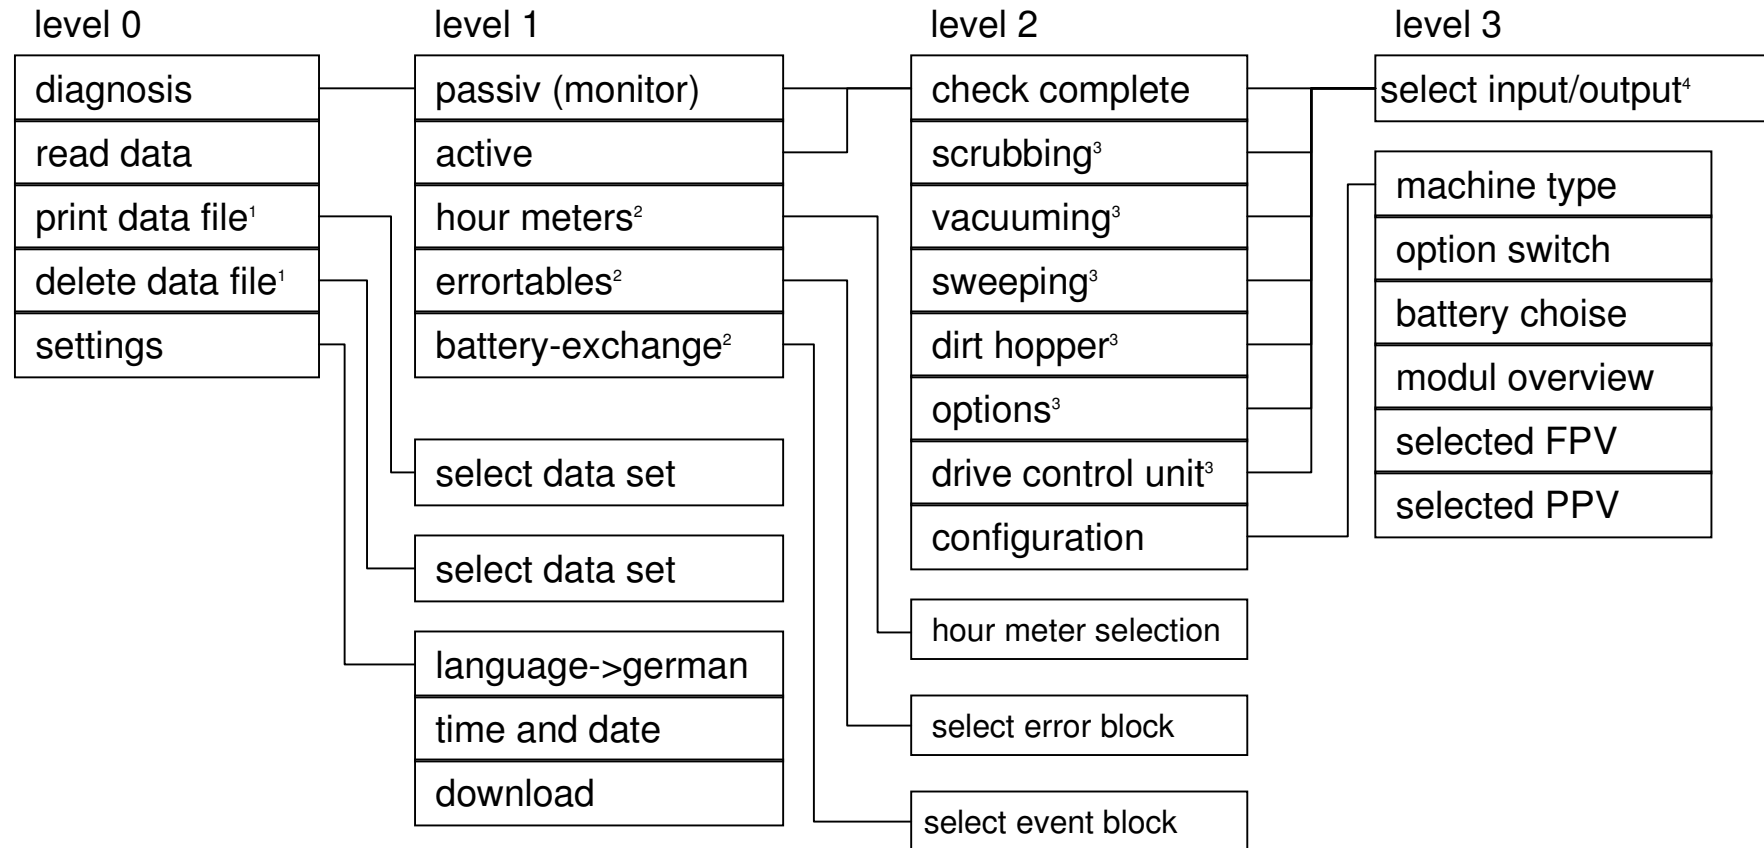 level 0
level 1
level 2
level 3
diagnosis
read data
print data file¹
delete data file¹
settings
passiv (monitor)
active
hour meters²
errortables²
battery-exchange²
select data set
select data set
language->german
time and date
download
check complete
scrubbing³
vacuuming³
sweeping³
dirt hopper³
options³
drive control unit³
configuration
hour meter selection
select error block
select event block
select input/output⁴
machine type
option switch
battery choise
modul overview
selected FPV
selected PPV